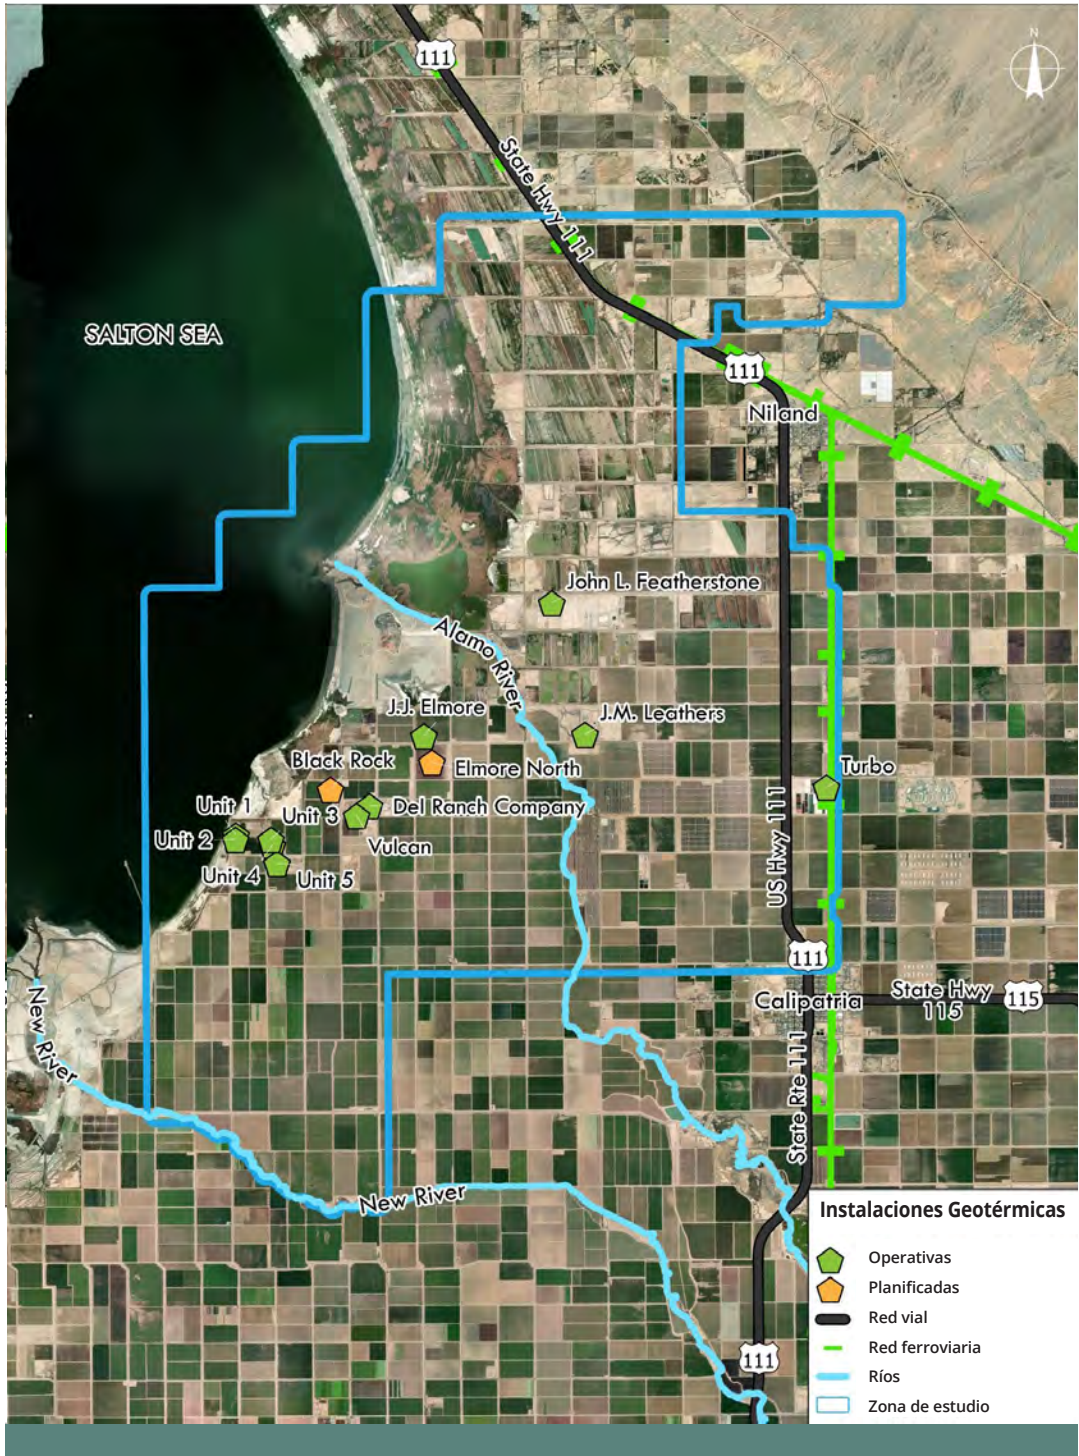 N
111
State Hwy 111
SALTON SEA
111
Niland
John L. Featherstone
Alamo River
J.J. Elmore
J.M. Leathers
Black Rock
Elmore North
Turbo
Unit 1
Unit 3
Del Ranch Company
Unit 2
Vulcan
Unit 4
Unit 5
US Hwy 111
111
New River
Calipatria
State Hwy
115
115
State Rte 111
New River
Instalaciones Geotérmicas
Operativas
Planificadas
Red vial
Red ferroviaria
Ríos
Zona de estudio
111